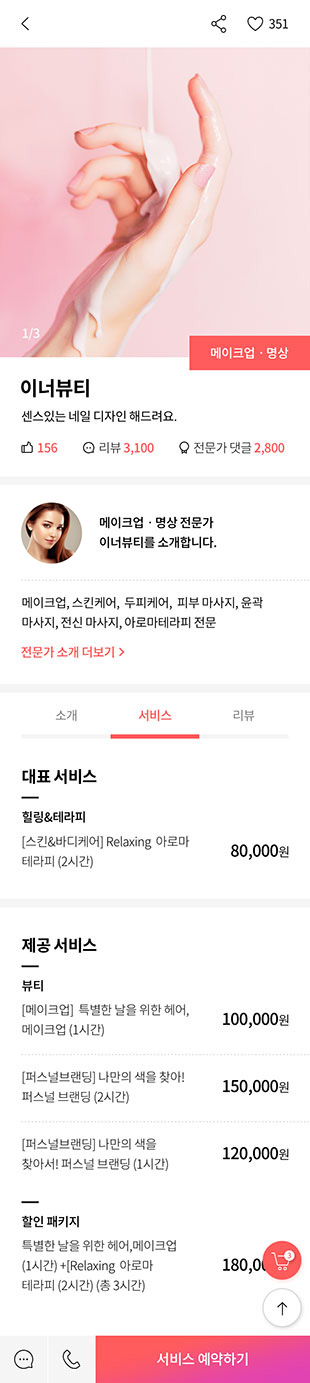 351
1/3
메이크업 · 명상
이너뷰티
센스있는 네일 디자인 해드려요.
156 리뷰 3,100 전문가 댓글 2,800
메이크업 · 명상 전문가
이너뷰티를 소개합니다.
메이크업, 스킨케어, 두피케어, 피부 마사지, 윤곽
마사지, 전신 마사지, 아로마테라피 전문
전문가 소개 더보기 >
소개 서비스 리뷰
대표 서비스
힐링&테라피
[스킨&바디케어] Relaxing 아로마
테라피 (2시간)
80,000원
제공 서비스
뷰티
[메이크업] 특별한 날을 위한 헤어,
메이크업 (1시간)
100,000원
[퍼스널브랜딩] 나만의 색을 찾아!
퍼스널 브랜딩 (2시간)
150,000원
[퍼스널브랜딩] 나만의 색을
찾아서! 퍼스널 브랜딩 (1시간)
120,000원
할인 패키지
특별한 날을 위한 헤어,메이크업
(1시간) +[Relaxing 아로마
테라피 (2시간) (총 3시간)
3
서비스 예약하기